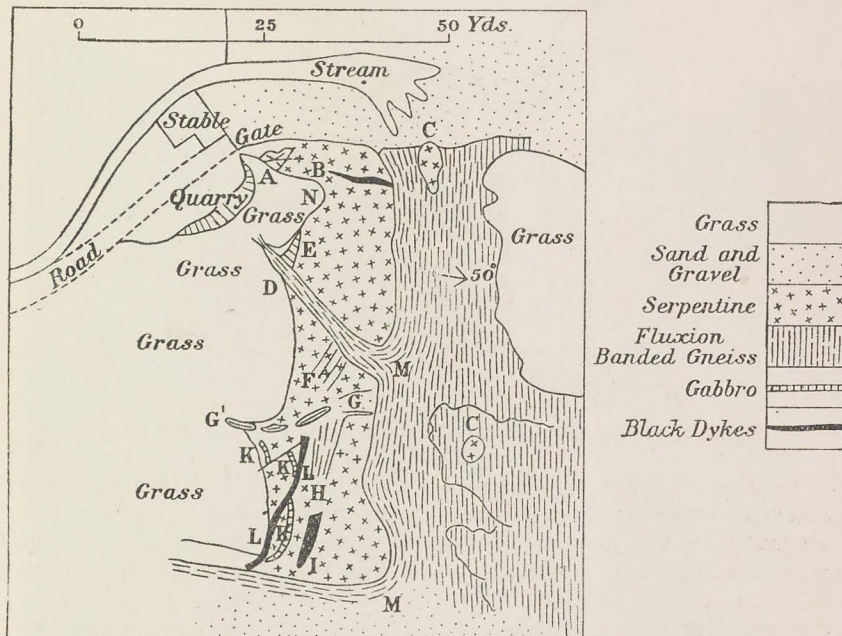 0 25 50 Yds.
Stream
Stable
Gate
C
A
B
Quarry
N
Grass
Grass
E
Road
Grass
D
50°
Grass
M
F
G
G'
C
K
K
L
H
Grass
L
K
I
M
Grass
Sand and
Gravel
Serpentine
Fluxion
Banded Gneiss
Gabbro
Black Dykes